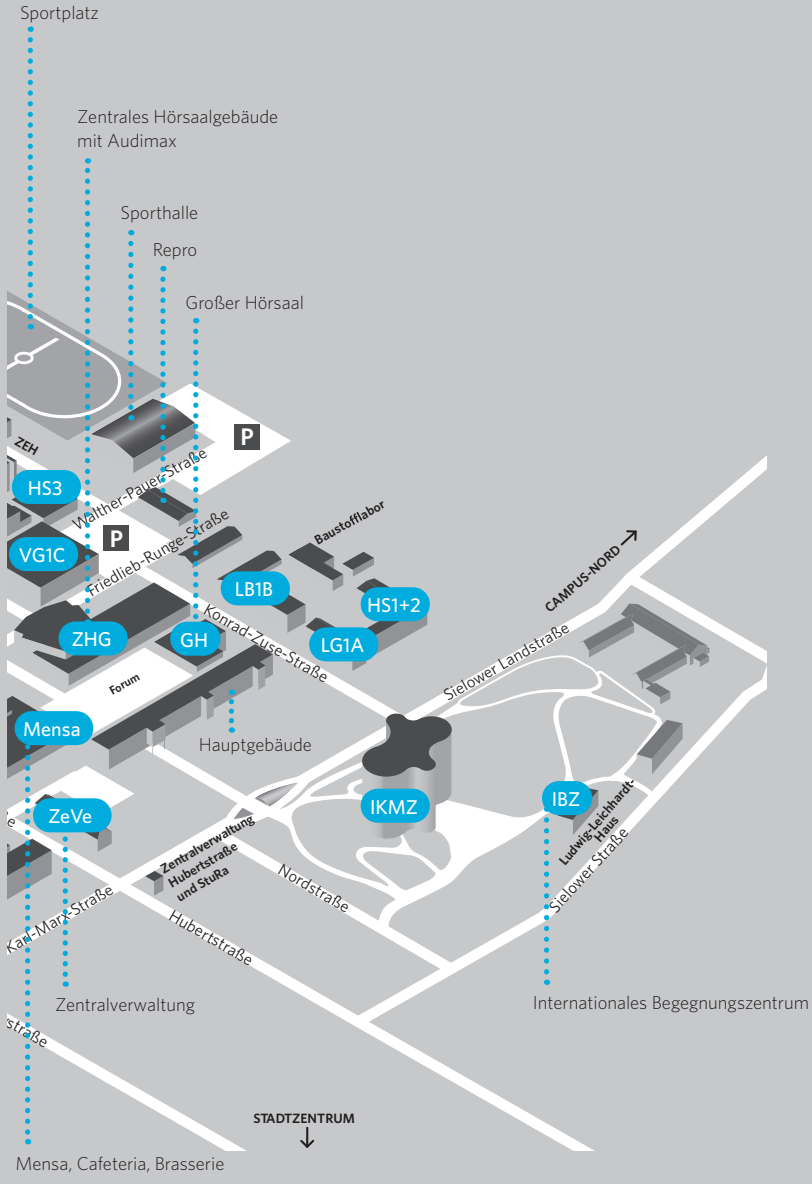 Sportplatz
Zentrales Hörsaalgebäude
mit Audimax
Sporthalle
Repro
Großer Hörsaal
P
ZEH
HS3
Walther-Pauer-Straße
P
Baustofflabor
VG1C
Friedlieb-Runge-Straße
CAMPUS-NORD
LB1B
HS1+2
ZHG
GH
Konrad-Zuse-Straße
LG1A
Sielower Landstraße
Forum
Mensa
Hauptgebäude
IKMZ
IBZ
ZeVe
Ludwig-Leichhardt-
Haus
Zentralverwaltung
Hubertstraße
und StuRa
Sielower Straße
Nordstraße
Karl-Marx-Straße
Hubertstraße
Zentralverwaltung
Internationales Begegnungszentrum
STADTZENTRUM
Mensa, Cafeteria, Brasserie